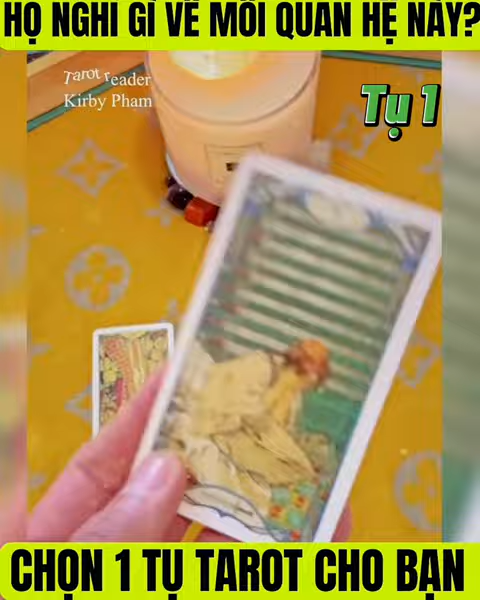 HỌ NGHĨ GÌ VỀ MỐI QUAN HỆ NÀY?
Tarot reader
Kirby Pham
Tụ 1
CHỌN 1 TỤ TAROT CHO BẠN